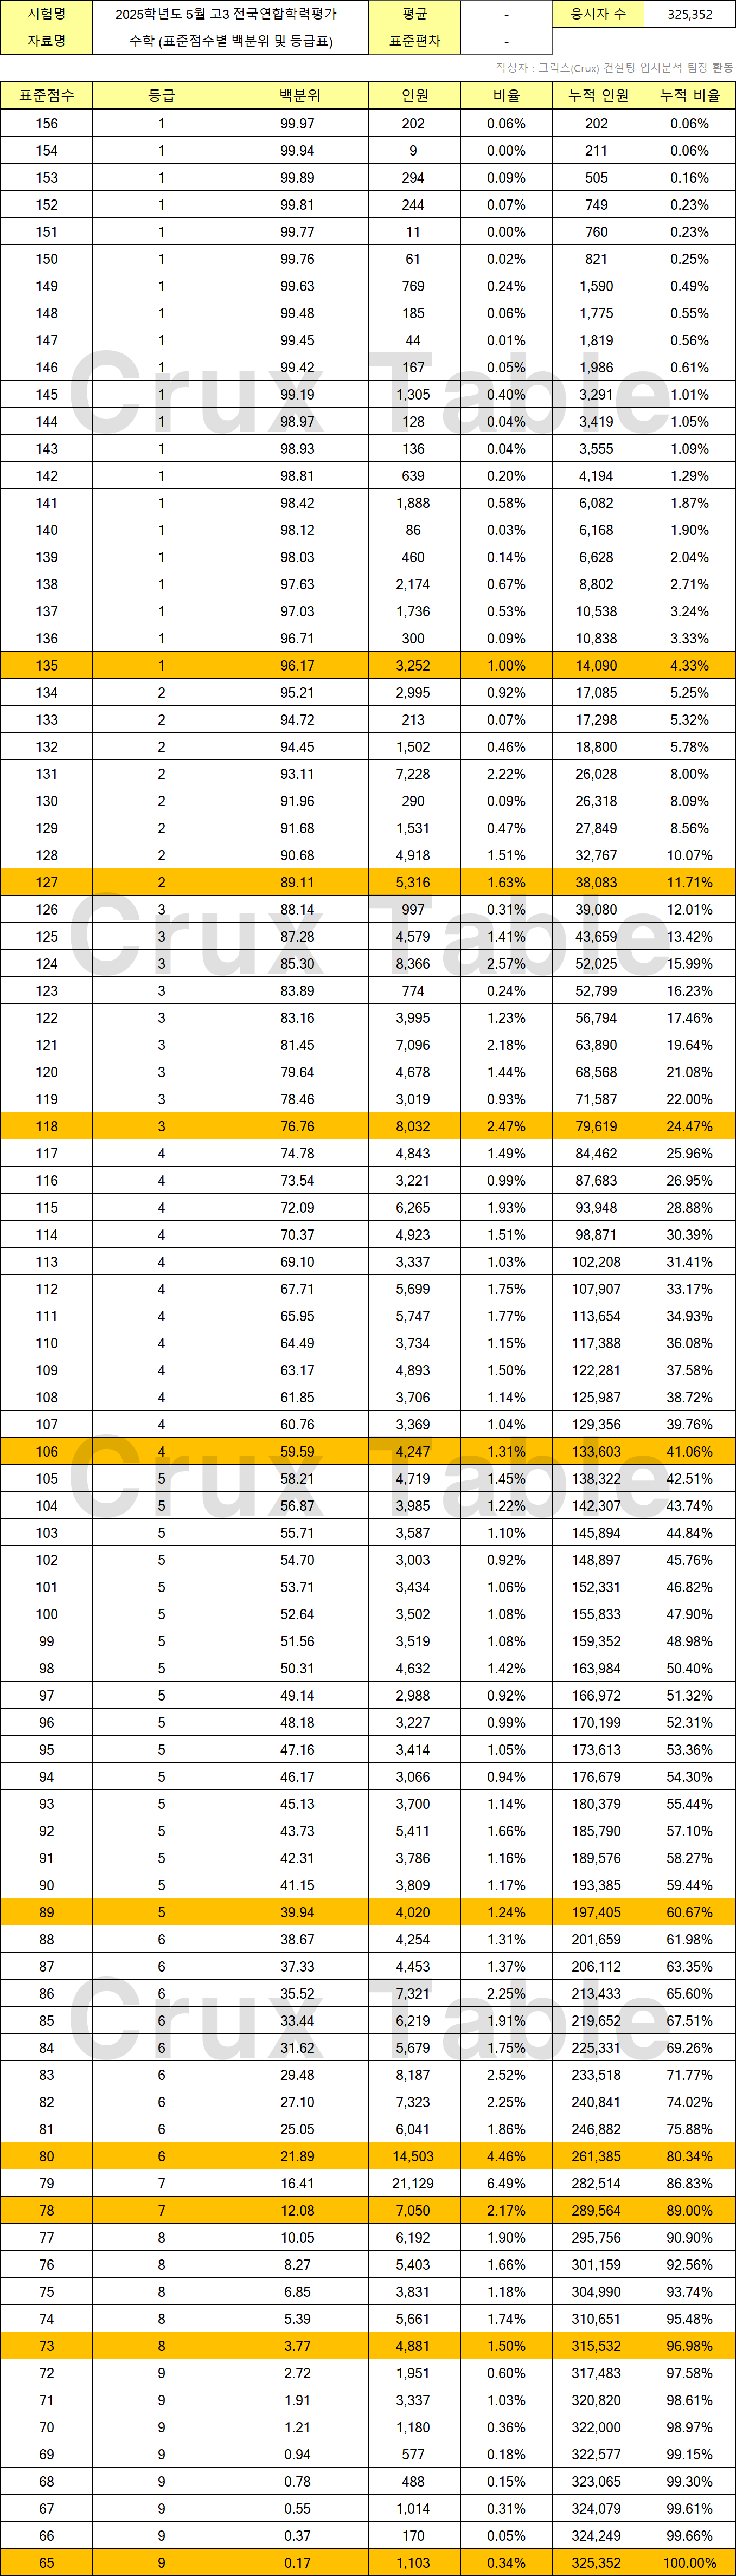 시험명 2025학년도 5월 고3 전국연합학력평가 평균 - 응시자 수 325,352
자료명 수학 (표준점수별 백분위 및 등급표) 표준편차 -
작성자 : 크럭스(Crux) 컨설팅 입시분석 팀장 환동
표준점수 등급 백분위 인원 비율 누적 인원 누적 비율
156 1 99.97 202 0.06% 202 0.06%
154 1 99.94 9 0.00% 211 0.06%
153 1 99.89 294 0.09% 505 0.16%
152 1 99.81 244 0.07% 749 0.23%
151 1 99.77 11 0.00% 760 0.23%
150 1 99.76 61 0.02% 821 0.25%
149 1 99.63 769 0.24% 1,590 0.49%
148 1 99.48 185 0.06% 1,775 0.55%
147 1 99.45 44 0.01% 1,819 0.56%
146 1 99.42 167 0.05% 1,986 0.61%
145 1 99.19 1,305 0.40% 3,291 1.01%
Crux Table
144 1 98.97 128 0.04% 3,419 1.05%
143 1 98.93 136 0.04% 3,555 1.09%
142 1 98.81 639 0.20% 4,194 1.29%
141 1 98.42 1,888 0.58% 6,082 1.87%
140 1 98.12 86 0.03% 6,168 1.90%
139 1 98.03 460 0.14% 6,628 2.04%
138 1 97.63 2,174 0.67% 8,802 2.71%
137 1 97.03 1,736 0.53% 10,538 3.24%
136 1 96.71 300 0.09% 10,838 3.33%
135 1 96.17 3,252 1.00% 14,090 4.33%
134 2 95.21 2,995 0.92% 17,085 5.25%
133 2 94.72 213 0.07% 17,298 5.32%
132 2 94.45 1,502 0.46% 18,800 5.78%
131 2 93.11 7,228 2.22% 26,028 8.00%
130 2 91.96 290 0.09% 26,318 8.09%
129 2 91.68 1,531 0.47% 27,849 8.56%
128 2 90.68 4,918 1.51% 32,767 10.07%
127 2 89.11 5,316 1.63% 38,083 11.71%
126 3 88.14 997 0.31% 39,080 12.01%
125 3 87.28 4,579 1.41% 43,659 13.42%
Crux Table
124 3 85.30 8,366 2.57% 52,025 15.99%
123 3 83.89 774 0.24% 52,799 16.23%
122 3 83.16 3,995 1.23% 56,794 17.46%
121 3 81.45 7,096 2.18% 63,890 19.64%
120 3 79.64 4,678 1.44% 68,568 21.08%
119 3 78.46 3,019 0.93% 71,587 22.00%
118 3 76.76 8,032 2.47% 79,619 24.47%
117 4 74.78 4,843 1.49% 84,462 25.96%
116 4 73.54 3,221 0.99% 87,683 26.95%
115 4 72.09 6,265 1.93% 93,948 28.88%
114 4 70.37 4,923 1.51% 98,871 30.39%
113 4 69.10 3,337 1.03% 102,208 31.41%
112 4 67.71 5,699 1.75% 107,907 33.17%
111 4 65.95 5,747 1.77% 113,654 34.93%
110 4 64.49 3,734 1.15% 117,388 36.08%
109 4 63.17 4,893 1.50% 122,281 37.58%
108 4 61.85 3,706 1.14% 125,987 38.72%
107 4 60.76 3,369 1.04% 129,356 39.76%
106 4 59.59 4,247 1.31% 133,603 41.06%
105 5 58.21 4,719 1.45% 138,322 42.51%
Crux Table
104 5 56.87 3,985 1.22% 142,307 43.74%
103 5 55.71 3,587 1.10% 145,894 44.84%
102 5 54.70 3,003 0.92% 148,897 45.76%
101 5 53.71 3,434 1.06% 152,331 46.82%
100 5 52.64 3,502 1.08% 155,833 47.90%
99 5 51.56 3,519 1.08% 159,352 48.98%
98 5 50.31 4,632 1.42% 163,984 50.40%
97 5 49.14 2,988 0.92% 166,972 51.32%
96 5 48.18 3,227 0.99% 170,199 52.31%
95 5 47.16 3,414 1.05% 173,613 53.36%
94 5 46.17 3,066 0.94% 176,679 54.30%
93 5 45.13 3,700 1.14% 180,379 55.44%
92 5 43.73 5,411 1.66% 185,790 57.10%
91 5 42.31 3,786 1.16% 189,576 58.27%
90 5 41.15 3,809 1.17% 193,385 59.44%
89 5 39.94 4,020 1.24% 197,405 60.67%
88 6 38.67 4,254 1.31% 201,659 61.98%
87 6 37.33 4,453 1.37% 206,112 63.35%
86 6 35.52 7,321 2.25% 213,433 65.60%
85 6 33.44 6,219 1.91% 219,652 67.51%
Crux Table
84 6 31.62 5,679 1.75% 225,331 69.26%
83 6 29.48 8,187 2.52% 233,518 71.77%
82 6 27.10 7,323 2.25% 240,841 74.02%
81 6 25.05 6,041 1.86% 246,882 75.88%
80 6 21.89 14,503 4.46% 261,385 80.34%
79 7 16.41 21,129 6.49% 282,514 86.83%
78 7 12.08 7,050 2.17% 289,564 89.00%
77 8 10.05 6,192 1.90% 295,756 90.90%
76 8 8.27 5,403 1.66% 301,159 92.56%
75 8 6.85 3,831 1.18% 304,990 93.74%
74 8 5.39 5,661 1.74% 310,651 95.48%
73 8 3.77 4,881 1.50% 315,532 96.98%
72 9 2.72 1,951 0.60% 317,483 97.58%
71 9 1.91 3,337 1.03% 320,820 98.61%
70 9 1.21 1,180 0.36% 322,000 98.97%
69 9 0.94 577 0.18% 322,577 99.15%
68 9 0.78 488 0.15% 323,065 99.30%
67 9 0.55 1,014 0.31% 324,079 99.61%
66 9 0.37 170 0.05% 324,249 99.66%
65 9 0.17 1,103 0.34% 325,352 100.00%